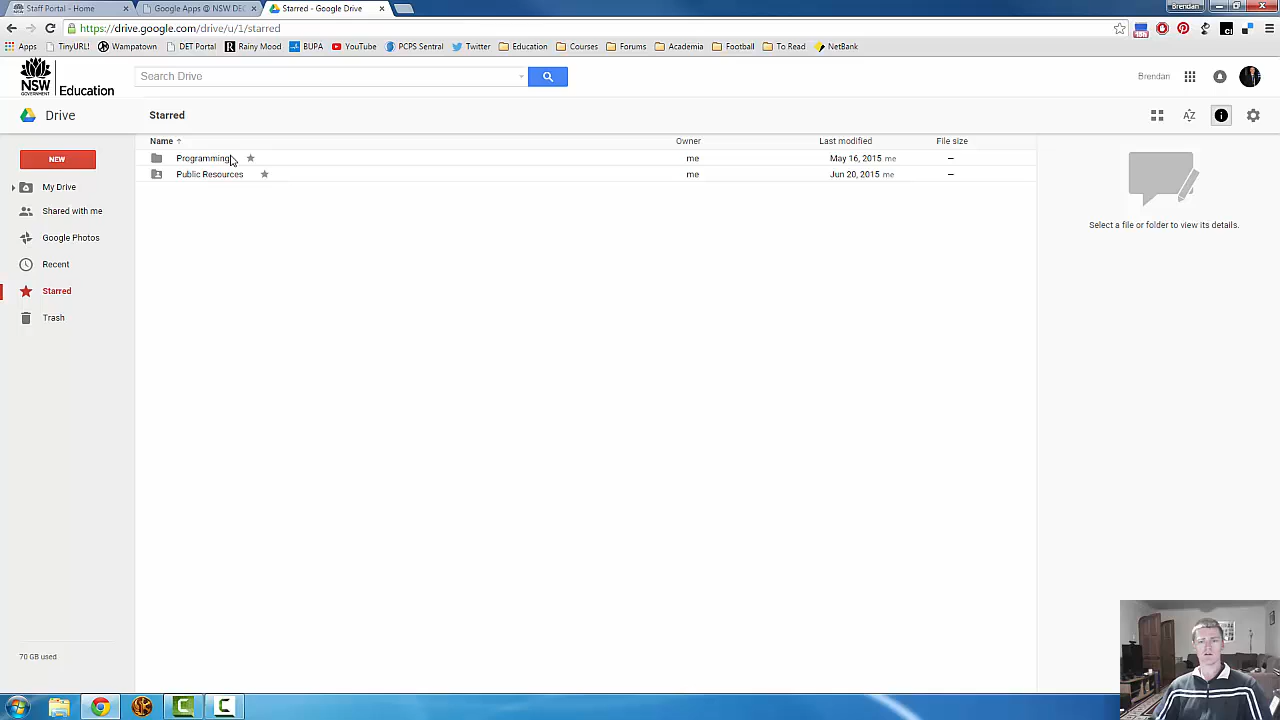 Staff Portal - Home
Google Apps @ NSW DEC
Starred - Google Drive
Brendan
https://drive.google.com/drive/u/1/starred
15h
Apps TinyURL! Wampatown DET Portal Rainy Mood BUPA YouTube PCPS Sentral Twitter Education Courses Forums Academia Football To Read NetBank
NSW GOVERNMENT
Education
Search Drive
Brendan
Drive
Starred
AZ
Name Owner Last modified File size
Programming me May 16, 2015 me —
Public Resources me Jun 20, 2015 me —
NEW
My Drive
Shared with me
Google Photos
Recent
Starred
Trash
Select a file or folder to view its details.
70 GB used